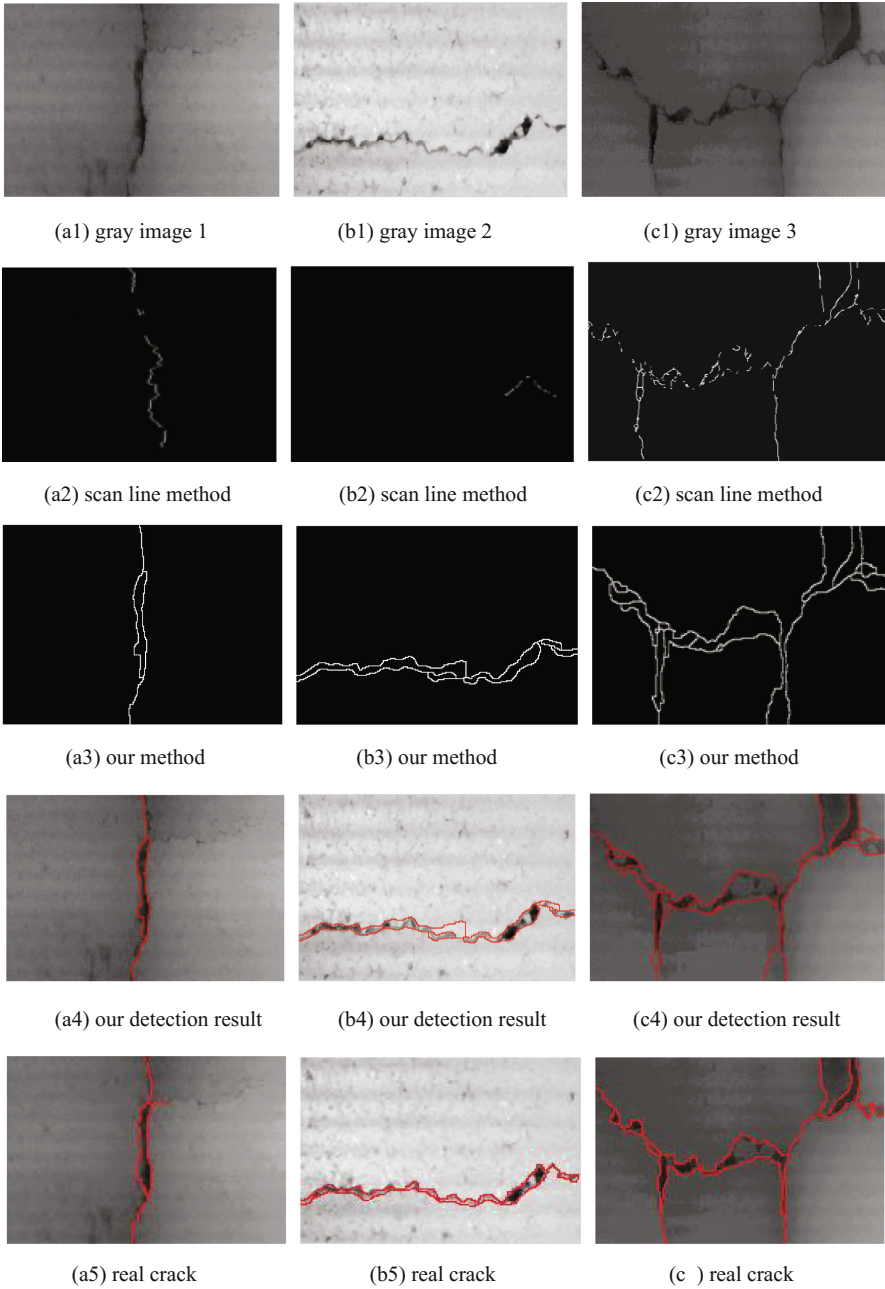 (a1) gray image 1
(b1) gray image 2
(c1) gray image 3
(a2) scan line method
(b2) scan line method
(c2) scan line method
(a3) our method
(b3) our method
(c3) our method
(a4) our detection result
(b4) our detection result
(c4) our detection result
(a5) real crack
(b5) real crack
(c ) real crack